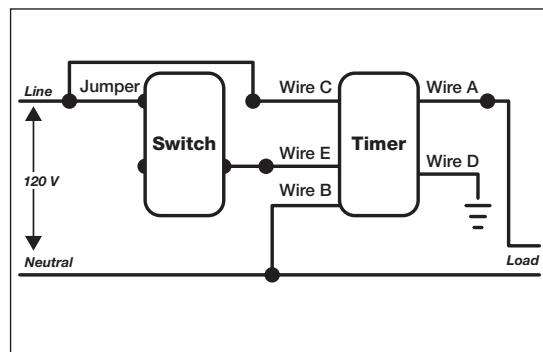 Line
Jumper
Wire C
Wire A
Switch
Wire E
Timer
Wire D
120 V
Wire B
Neutral
Load